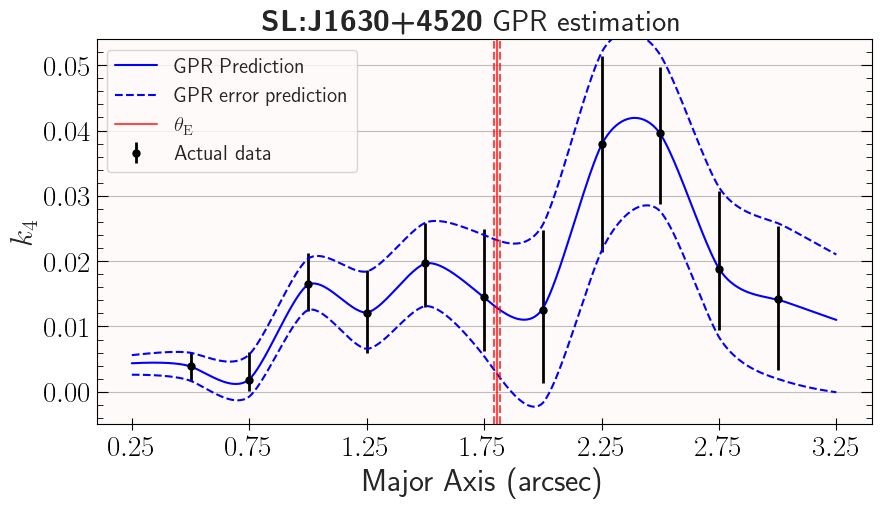 SL:J1630+4520 GPR estimation
GPR Prediction
GPR error prediction
θE
Actual data
0.05
0.04
0.03
0.02
0.01
0.00
k4
0.25 0.75 1.25 1.75 2.25 2.75 3.25
Major Axis (arcsec)